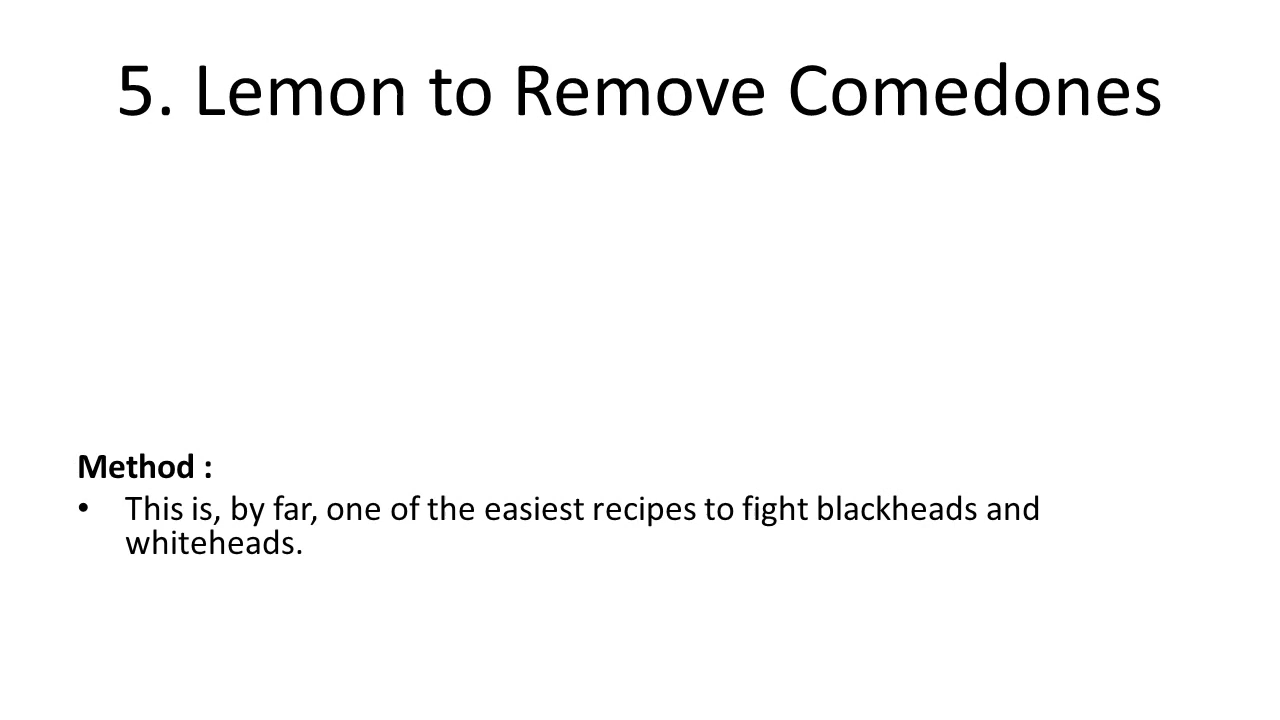 5. Lemon to Remove Comedones
Method :
• This is, by far, one of the easiest recipes to fight blackheads and
whiteheads.